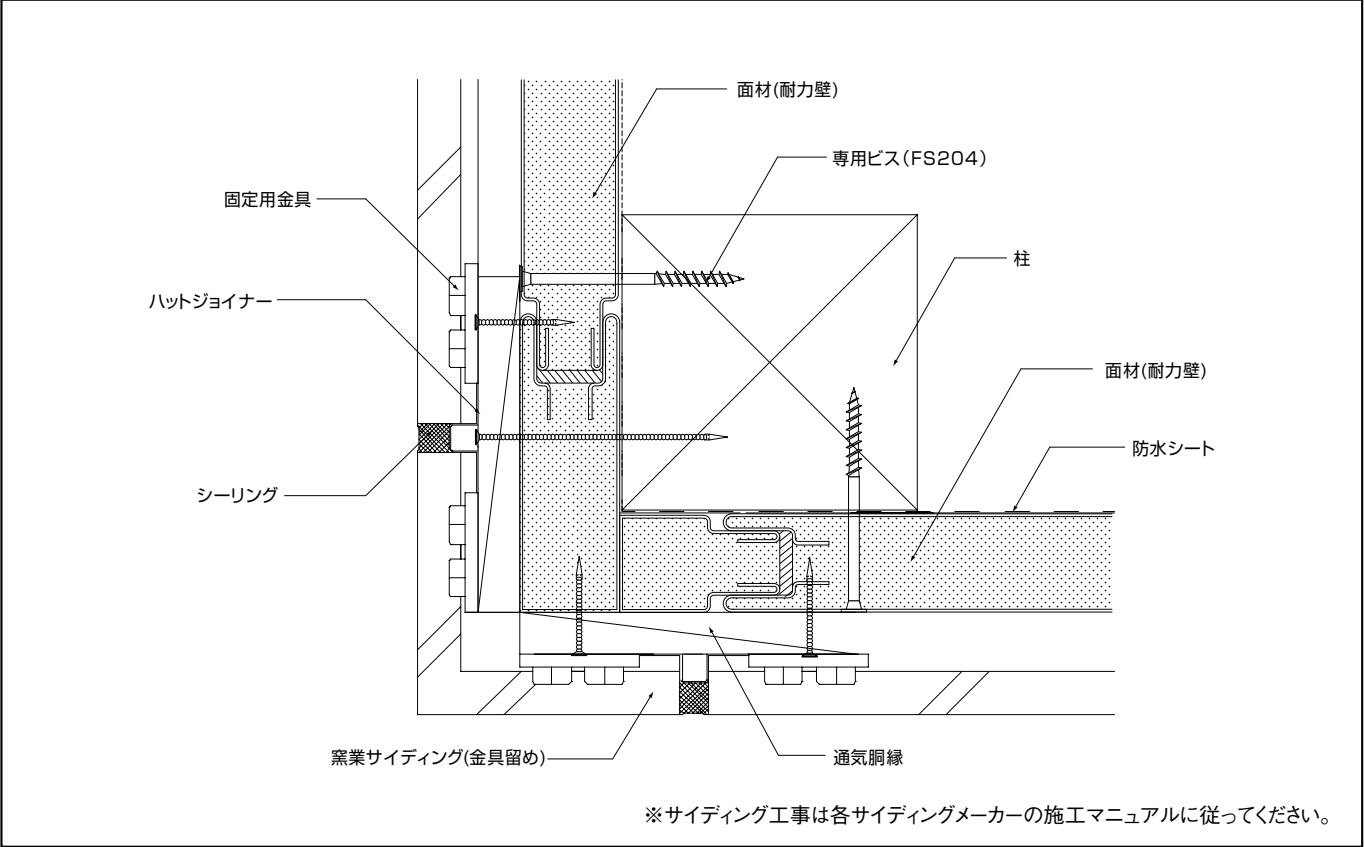 面材(耐力壁)
専用ビス(FS204)
固定用金具
柱
ハットジョイナー
面材(耐力壁)
防水シート
シーリング
窯業サイディング(金具留め)
通気胴縁
※サイディング工事は各サイディングメーカーの施工マニュアルに従ってください。